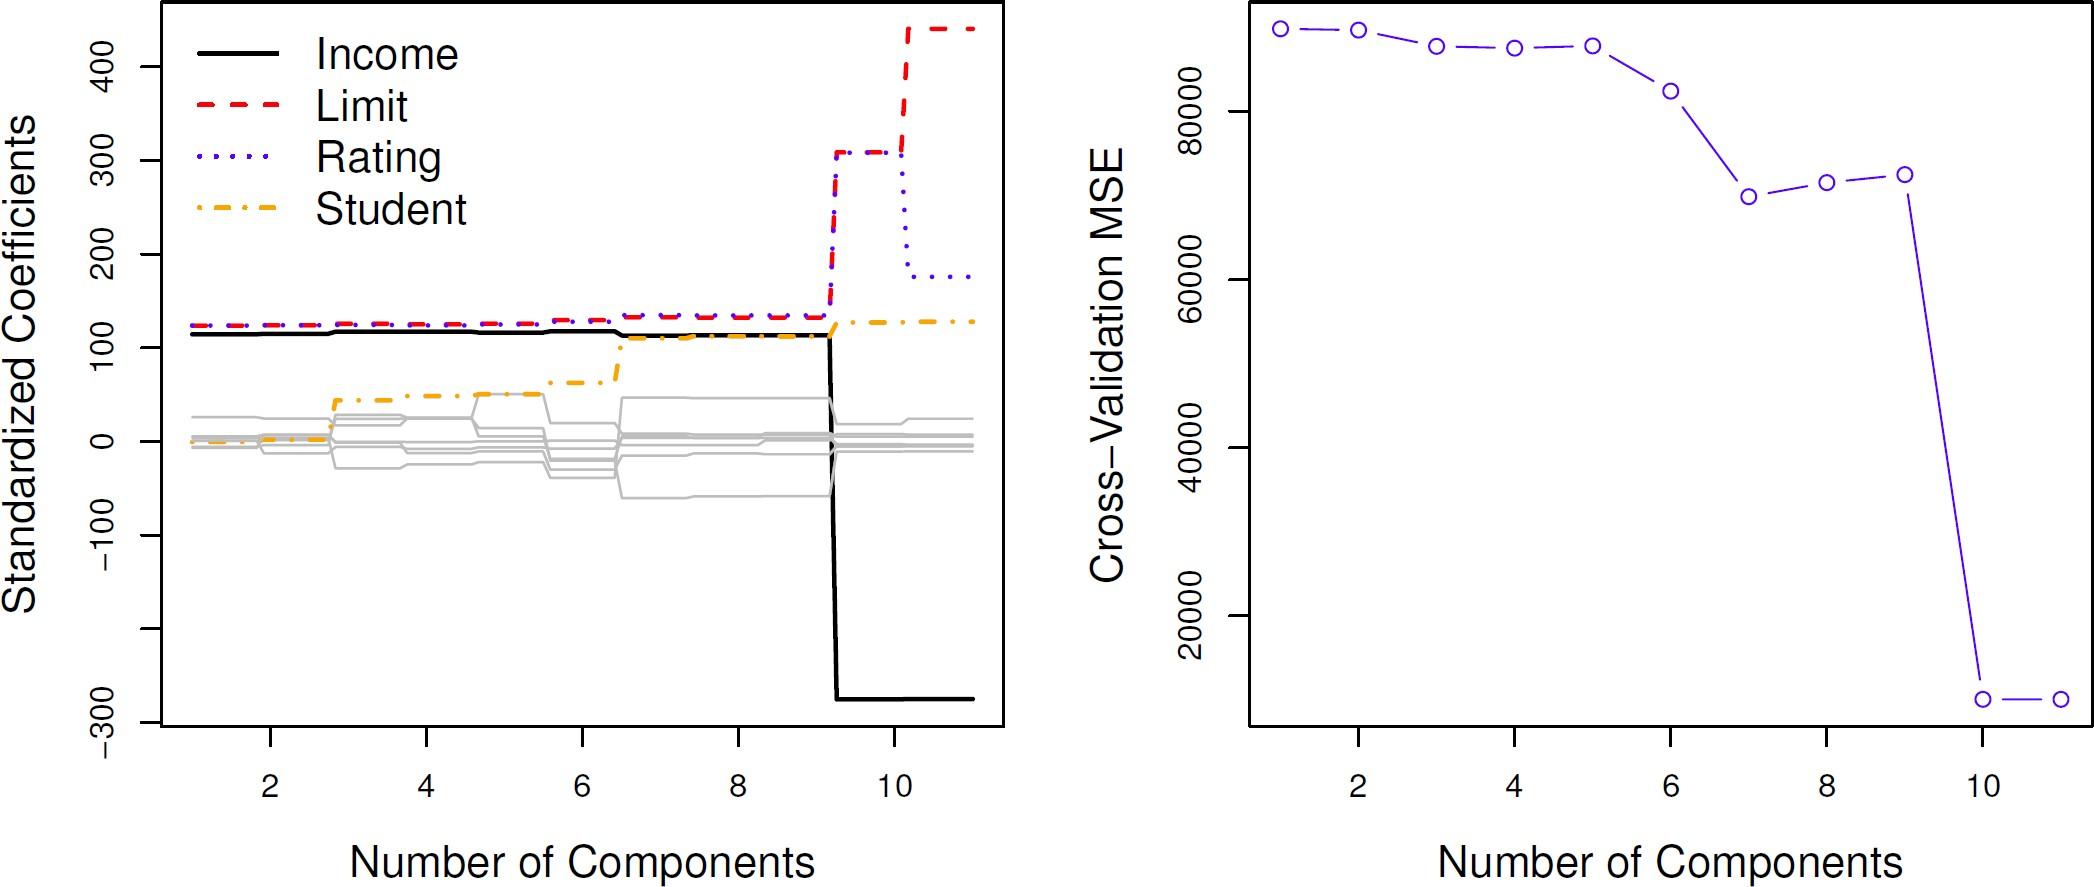 Standardized Coefficients
400
300
200
100
0
−100
−300
Income
Limit
Rating
Student
2 4 6 8 10
Number of Components
Cross−Validation MSE
80000
60000
40000
20000
2 4 6 8 10
Number of Components